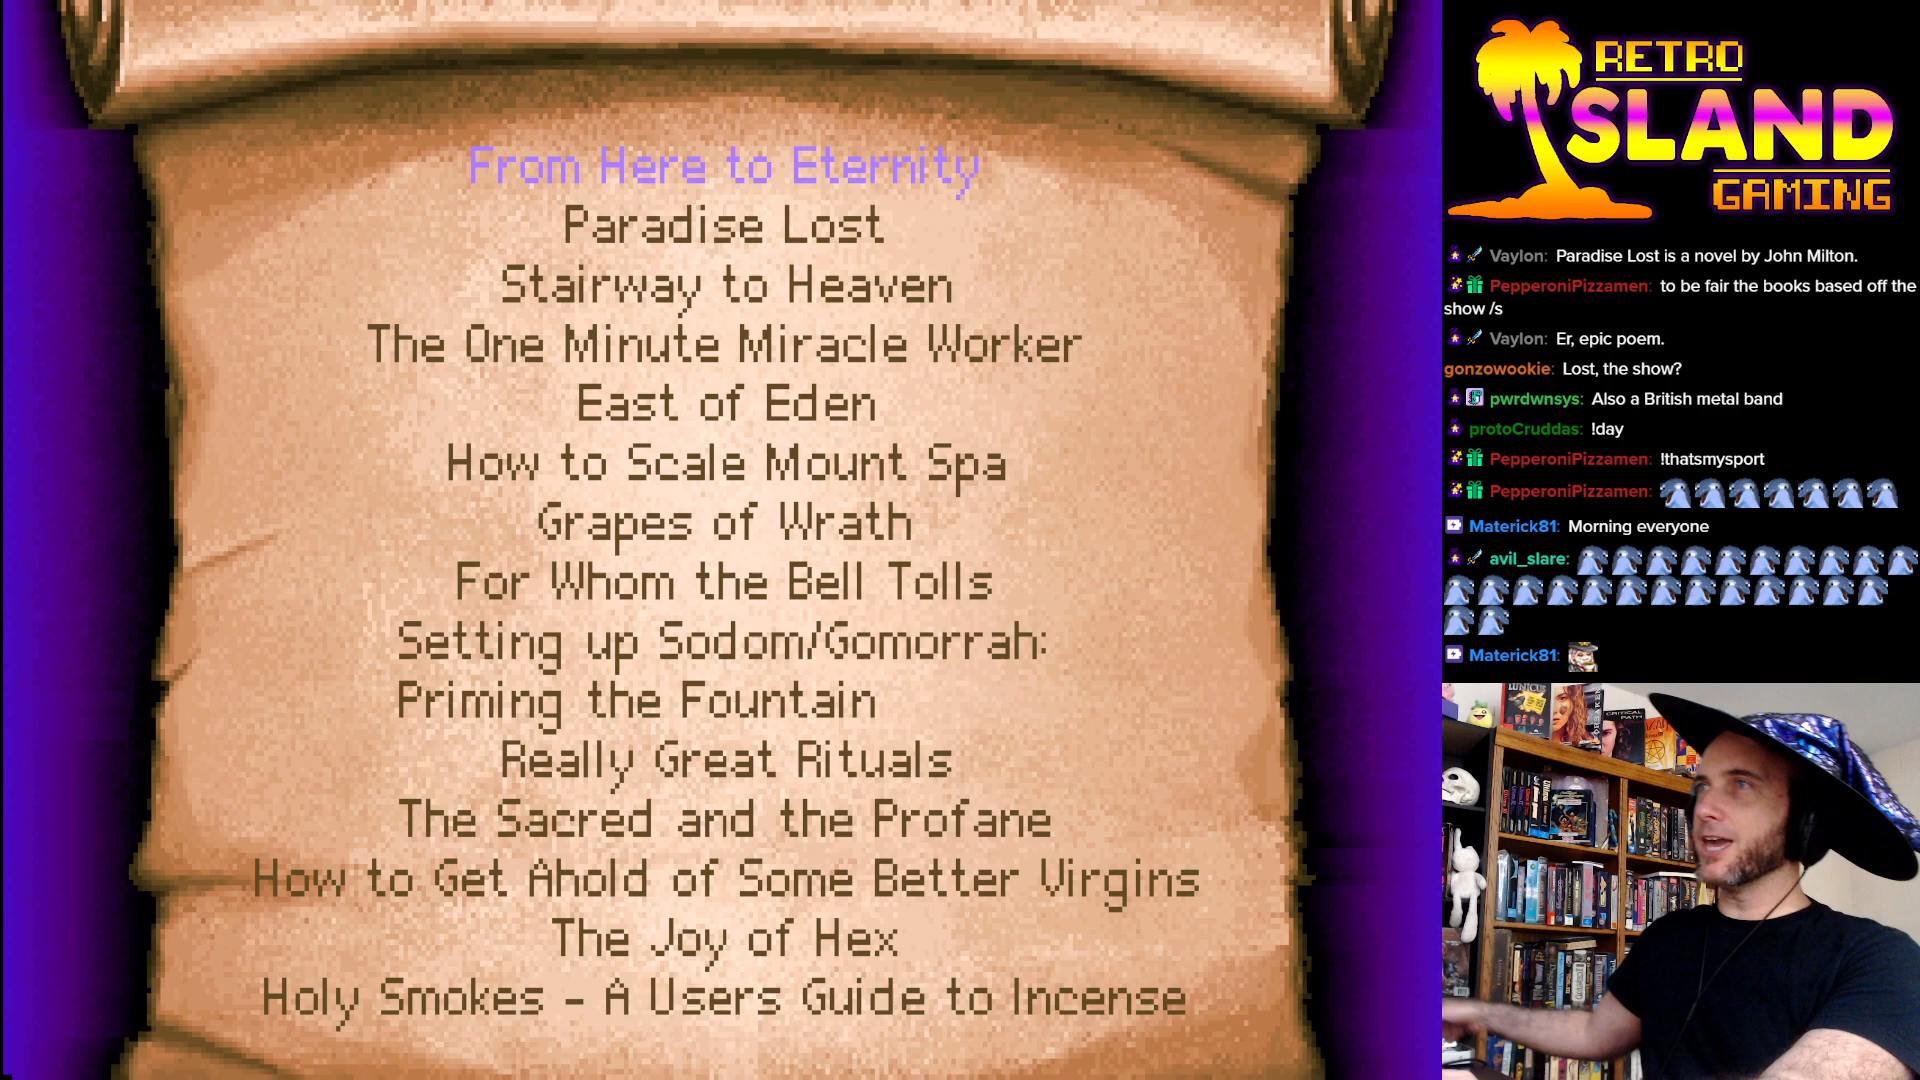 From Here to Eternity
Paradise Lost
Stairway to Heaven
The One Minute Miracle Worker
East of Eden
How to Scale Mount Spa
Grapes of Wrath
For Whom the Bell Tolls
Setting up Sodom/Gomorrah:
Priming the Fountain
Really Great Rituals
The Sacred and the Profane
How to Get Ahold of Some Better Virgins
The Joy of Hex
Holy Smokes - A Users Guide to Incense
RETRO
ISLAND
GAMING
Vaylon: Paradise Lost is a novel by John Milton.
PepperoniPizzamen: to be fair the books based off the
show /s
Vaylon: Er, epic poem.
gonzowookie: Lost, the show?
pwrdwnsys: Also a British metal band
protoCruddas: !day
PepperoniPizzamen: !thatsmysport
PepperoniPizzamen:
Materick81: Morning everyone
avil_slare:
Materick81:
LUNICUS
CRITICAL
PATH